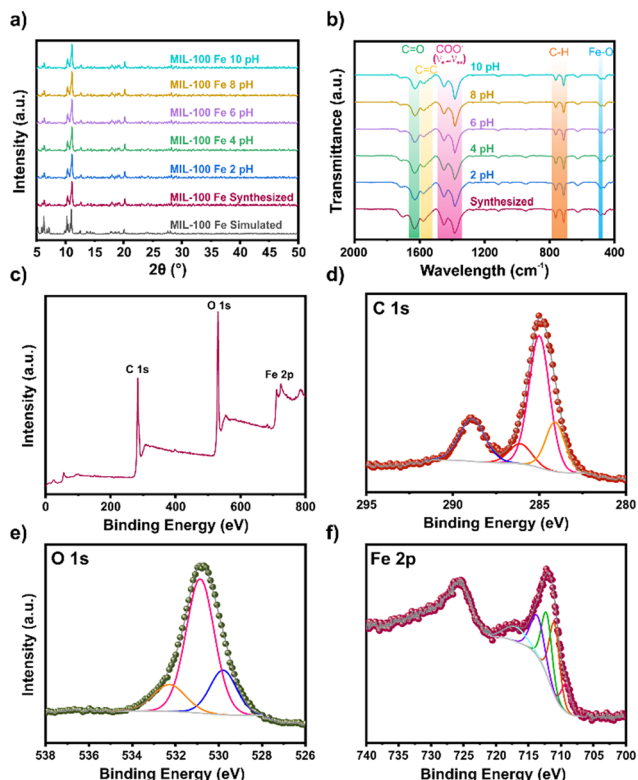 a)
Intensity (a.u.)
MIL-100 Fe 10 pH
MIL-100 Fe 8 pH
MIL-100 Fe 6 pH
MIL-100 Fe 4 pH
MIL-100 Fe 2 pH
MIL-100 Fe Synthesized
MIL-100 Fe Simulated
5 10 15 20 25 30 35 40 45 50
2θ (°)
b)
Transmittance (a.u.)
C=O
C=C
COO⁻
C-H
Fe-O
10 pH
8 pH
6 pH
4 pH
2 pH
Synthesized
2000 1600 1200 800 400
Wavelength (cm⁻¹)
c)
Intensity (a.u.)
C 1s
O 1s
Fe 2p
0 200 400 600 800
Binding Energy (eV)
d)
C 1s
295 290 285 280
Binding Energy (eV)
e)
O 1s
Intensity (a.u.)
538 536 534 532 530 528 526
Binding Energy (eV)
f)
Fe 2p
740 735 730 725 720 715 710 705 700
Binding Energy (eV)